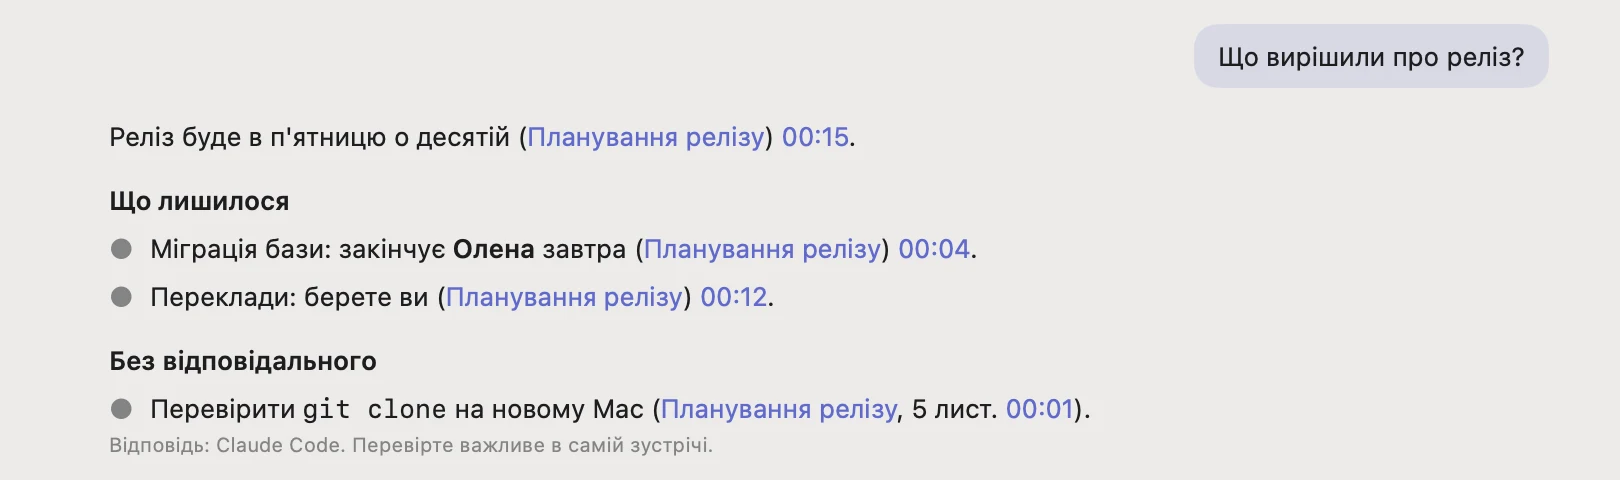 Що вирішили про реліз?
Реліз буде в п'ятницю о десятій (Планування релізу) 00:15.
Що лишилося
Міграція бази: закінчує Олена завтра (Планування релізу) 00:04.
Переклади: берете ви (Планування релізу) 00:12.
Без відповідального
Перевірити git clone на новому Mac (Планування релізу, 5 лист. 00:01).
Відповідь: Claude Code. Перевірте важливе в самій зустрічі.